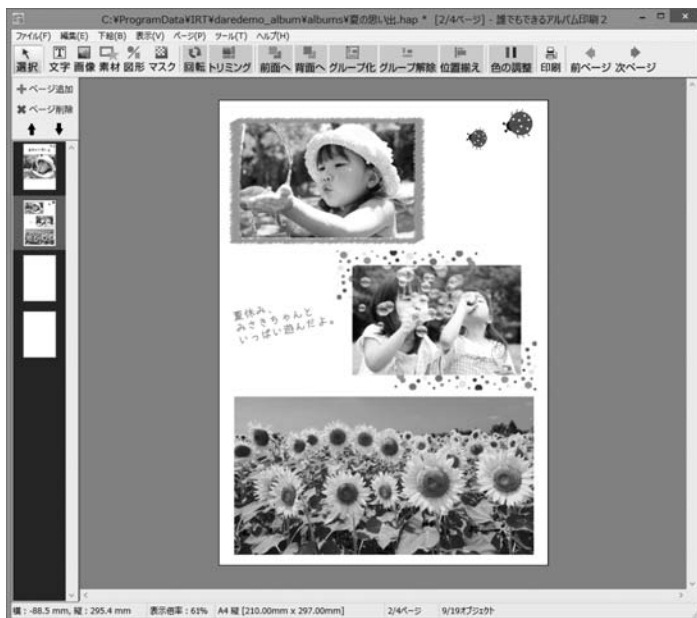 C:¥ProgramData¥IRT¥daredemo_album¥albums¥夏の思い出.hap * [2/4ページ] - 誰でもできるアルバム印刷２
ファイル(F) 編集(E) 下絵(B) 表示(V) ページ(P) ツール(T) ヘルプ(H)
選択 文字 画像 素材 図形 マスク 回転 トリミング 前面へ 背面へ グループ化 グループ解除 位置揃え 色の調整 印刷 前ページ 次ページ
ページ追加
ページ削除
夏休み、
みさきちゃんと
いっぱい遊んだよ。
横 : -88.5 mm, 縦 : 295.4 mm 表示倍率 : 61% A4 縦 [210.00mm x 297.00mm] 2/4ページ 9/19オブジェクト